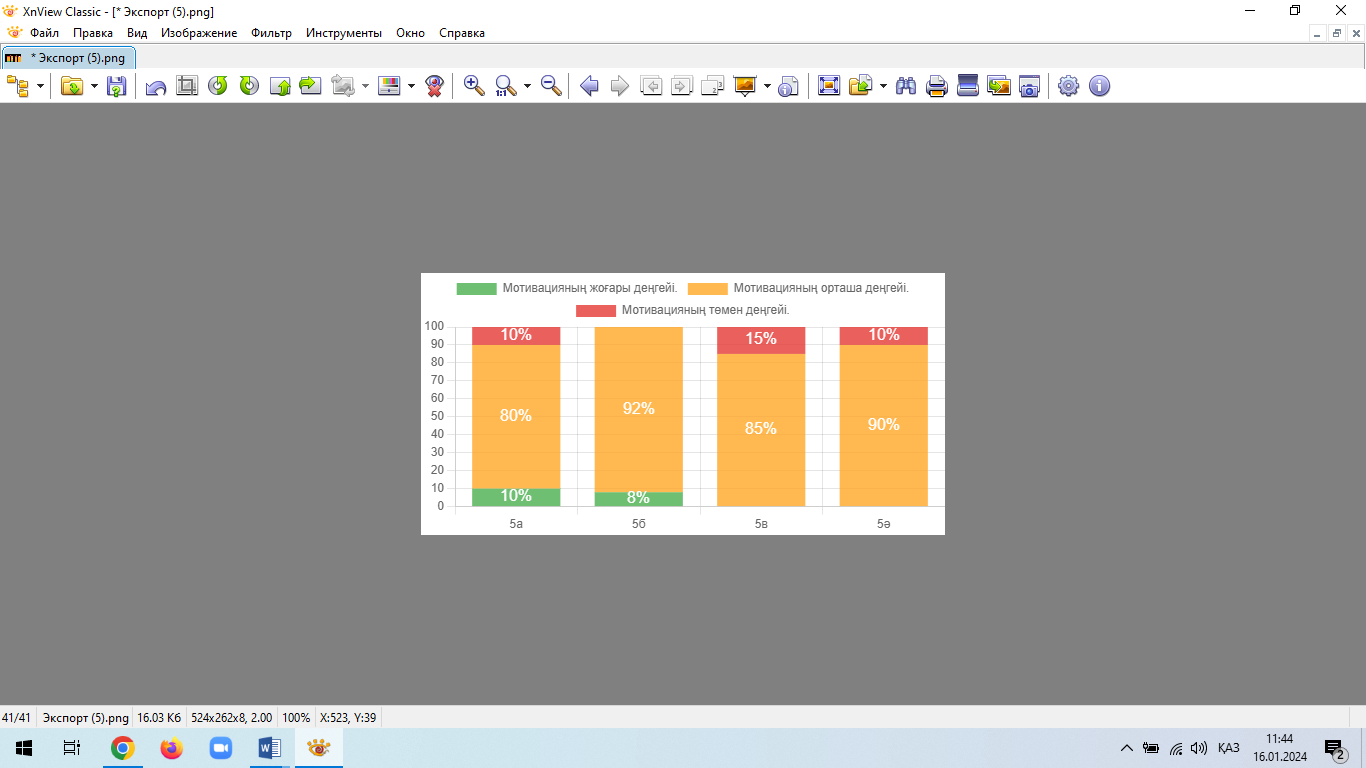 XnView Classic - [* Экспорт (5).png]
Файл Правка Вид Изображение Фильтр Инструменты Окно Справка
* Экспорт (5).png
1:1
Мотивацияның жоғары деңгейі. Мотивацияның орташа деңгейі.
Мотивацияның төмен деңгейі.
100
90
80
70
60
50
40
30
20
10
0
10% 15% 10%
80% 92% 85% 90%
10% 8%
5а 5б 5в 5ә
41/41 Экспорт (5).png 16.03 Кб 524x262x8, 2.00 100% X:523, Y:39
ҚАЗ
11:44
16.01.2024
2